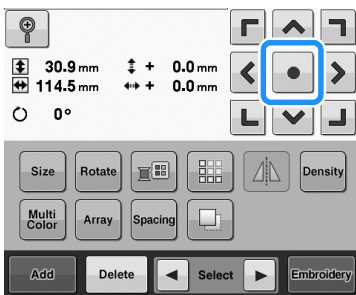 30.9 mm + 0.0 mm
114.5 mm + 0.0 mm
0°
Size Rotate Density
Multi
Color Array Spacing
Add Delete Select Embroidery